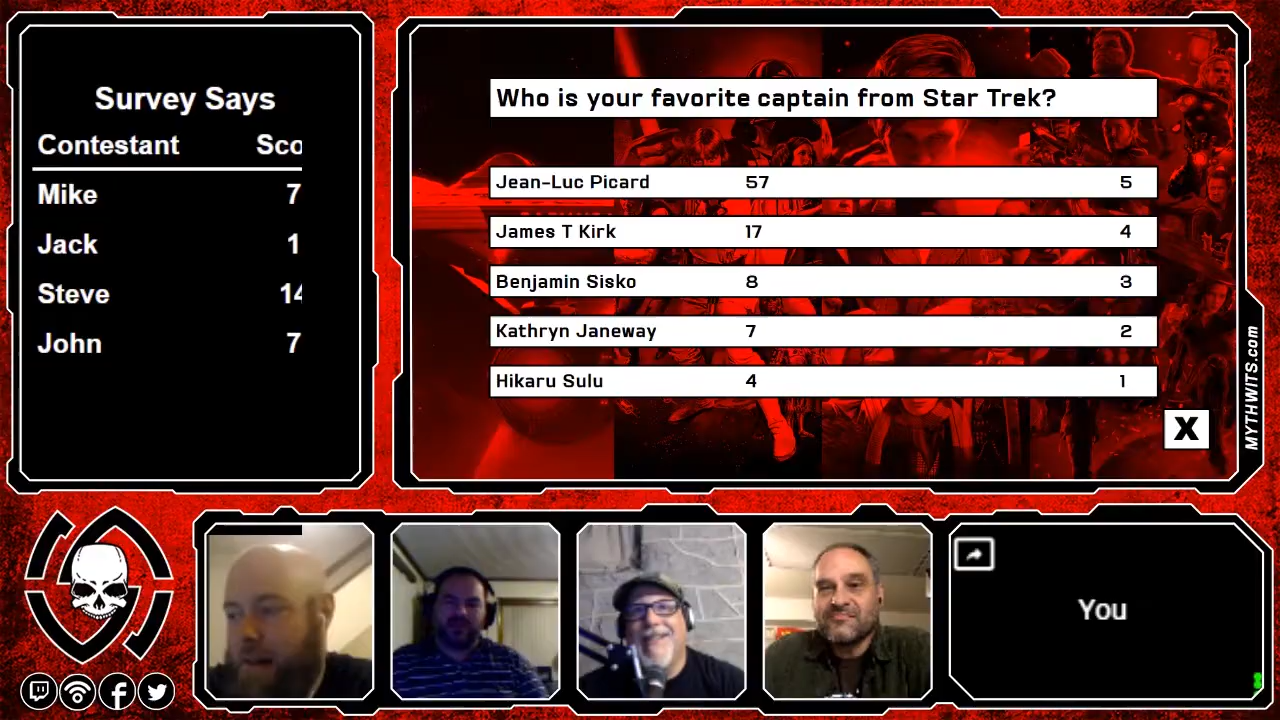 Survey Says
Contestant Sco
Mike 7
Jack 1
Steve 14
John 7
Who is your favorite captain from Star Trek?
Jean-Luc Picard 57 5
James T Kirk 17 4
Benjamin Sisko 8 3
Kathryn Janeway 7 2
Hikaru Sulu 4 1
X
MYTHWITS.com
You